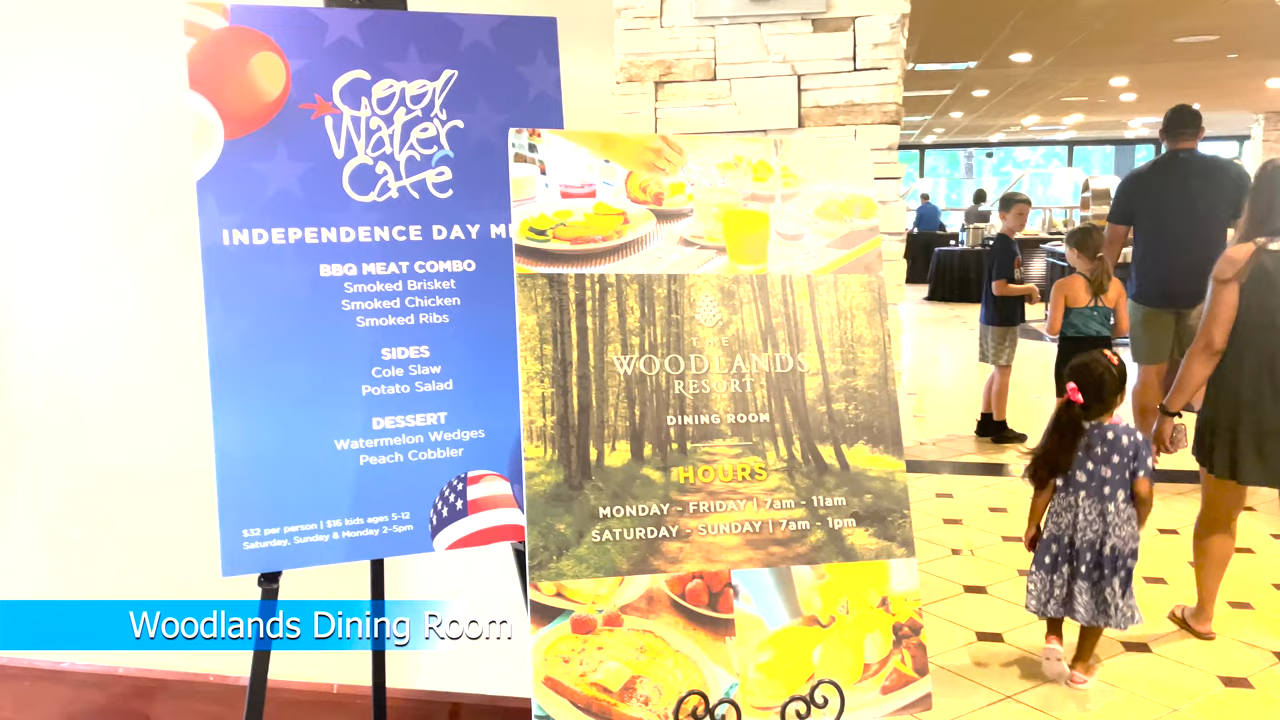 Cool
Water
Cafe
INDEPENDENCE DAY
BBQ MEAT COMBO
Smoked Brisket
Smoked Chicken
Smoked Ribs
SIDES
Cole Slaw
Potato Salad
DESSERT
Watermelon Wedges
Peach Cobbler
$32 per person | $16 kids ages 5-12
Saturday, Sunday & Monday 2-5pm
THE
WOODLANDS
RESORT
DINING ROOM
HOURS
MONDAY - FRIDAY | 7am - 11am
SATURDAY - SUNDAY | 7am - 1pm
Woodlands Dining Room